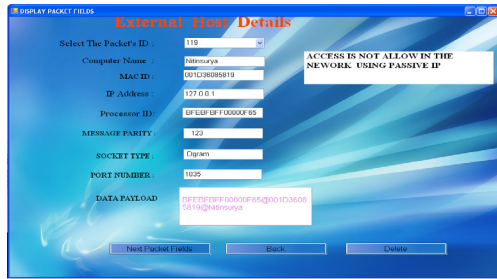 DISPLAY PACKET FIELDS
External Host Details
Select The Packet's ID : 119
Computer Name : Nitinsurya
MAC ID : 001D36085819
IP Address : 127.0.0.1
Processor ID: BFEBFBFF00000F65
MESSAGE PARITY : 123
SOCKET TYPE : Dgram
PORT NUMBER : 1035
DATA PAYLOAD
BFEBFBFF00000F65@001D3608
5819@Nitinsurya
ACCESS IS NOT ALLOW IN THE
NEWORK USING PASSIVE IP
Next Packet Fields Back Delete